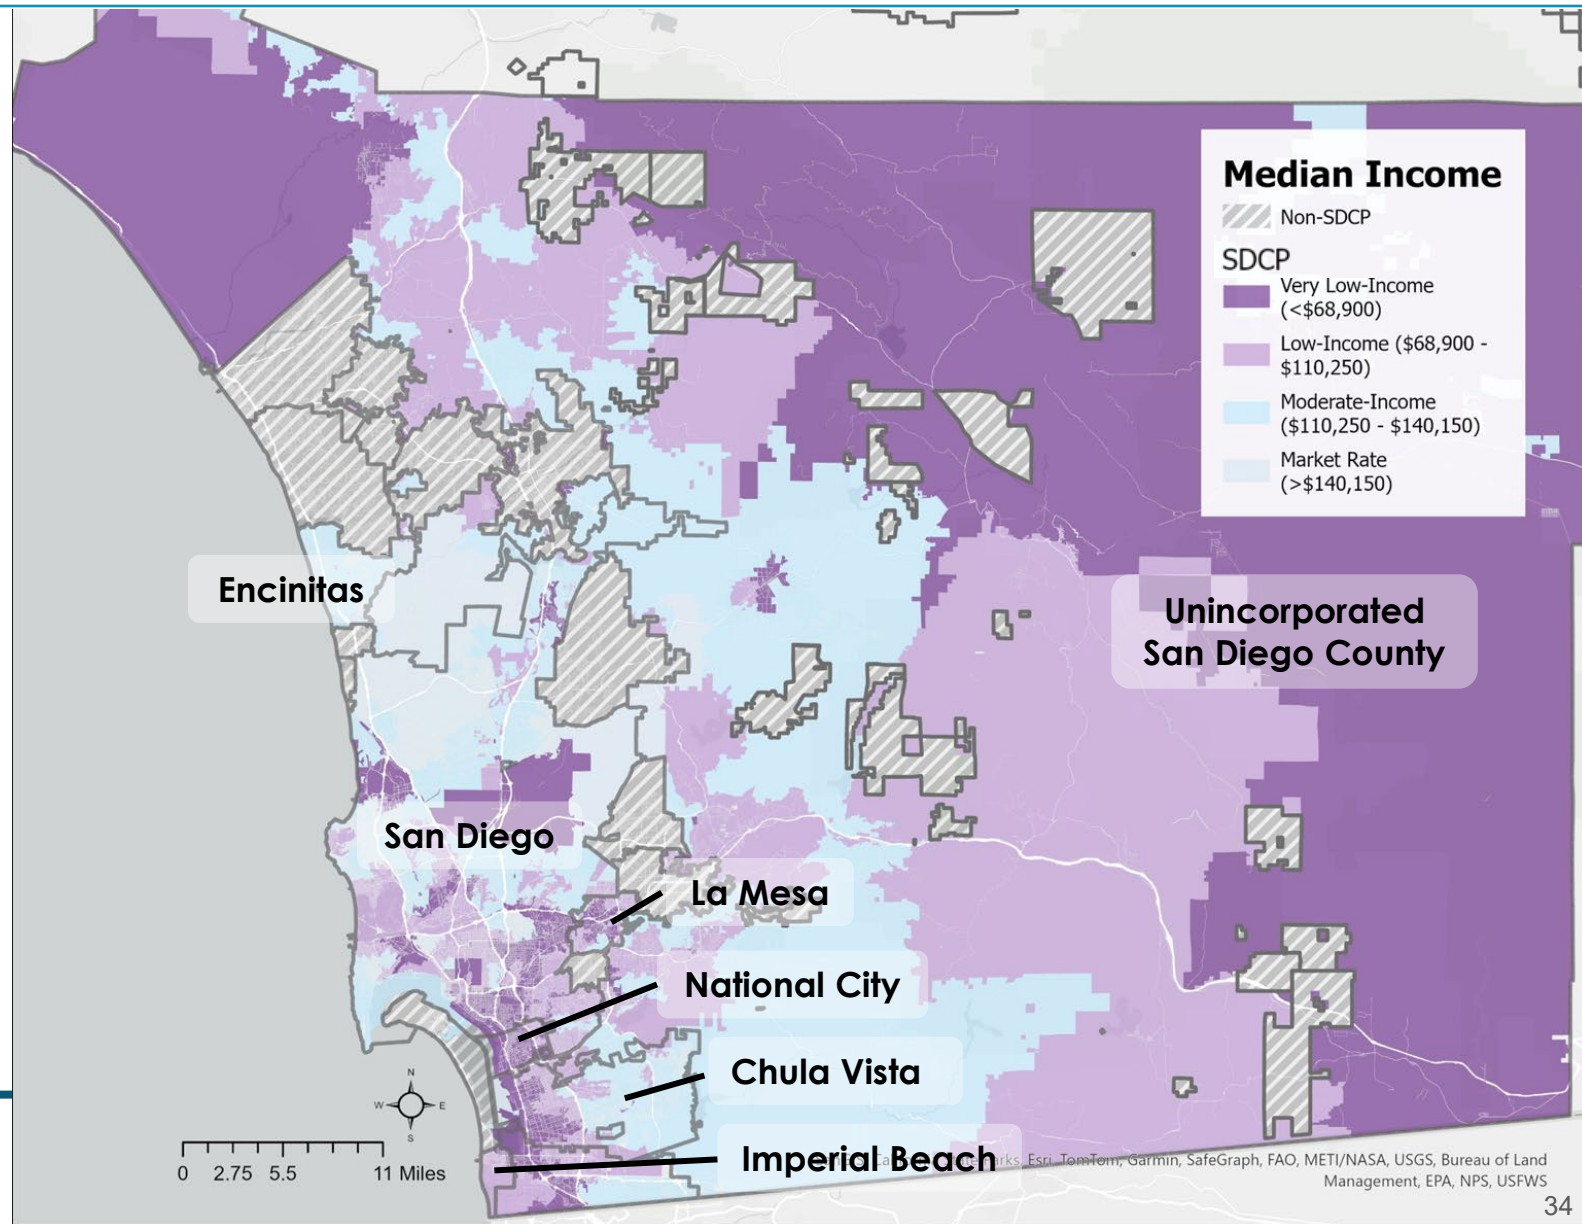 Median Income
Non-SDCP
SDCP
Very Low-Income
(<$68,900)
Low-Income ($68,900 -
$110,250)
Moderate-Income
($110,250 - $140,150)
Market Rate
(>$140,150)
Encinitas
Unincorporated
San Diego County
San Diego
La Mesa
National City
Chula Vista
Imperial Beach
N
W E
S
0 2.75 5.5 11 Miles
Esri, TomTom, Garmin, SafeGraph, FAO, METI/NASA, USGS, Bureau of Land
Management, EPA, NPS, USFWS
34